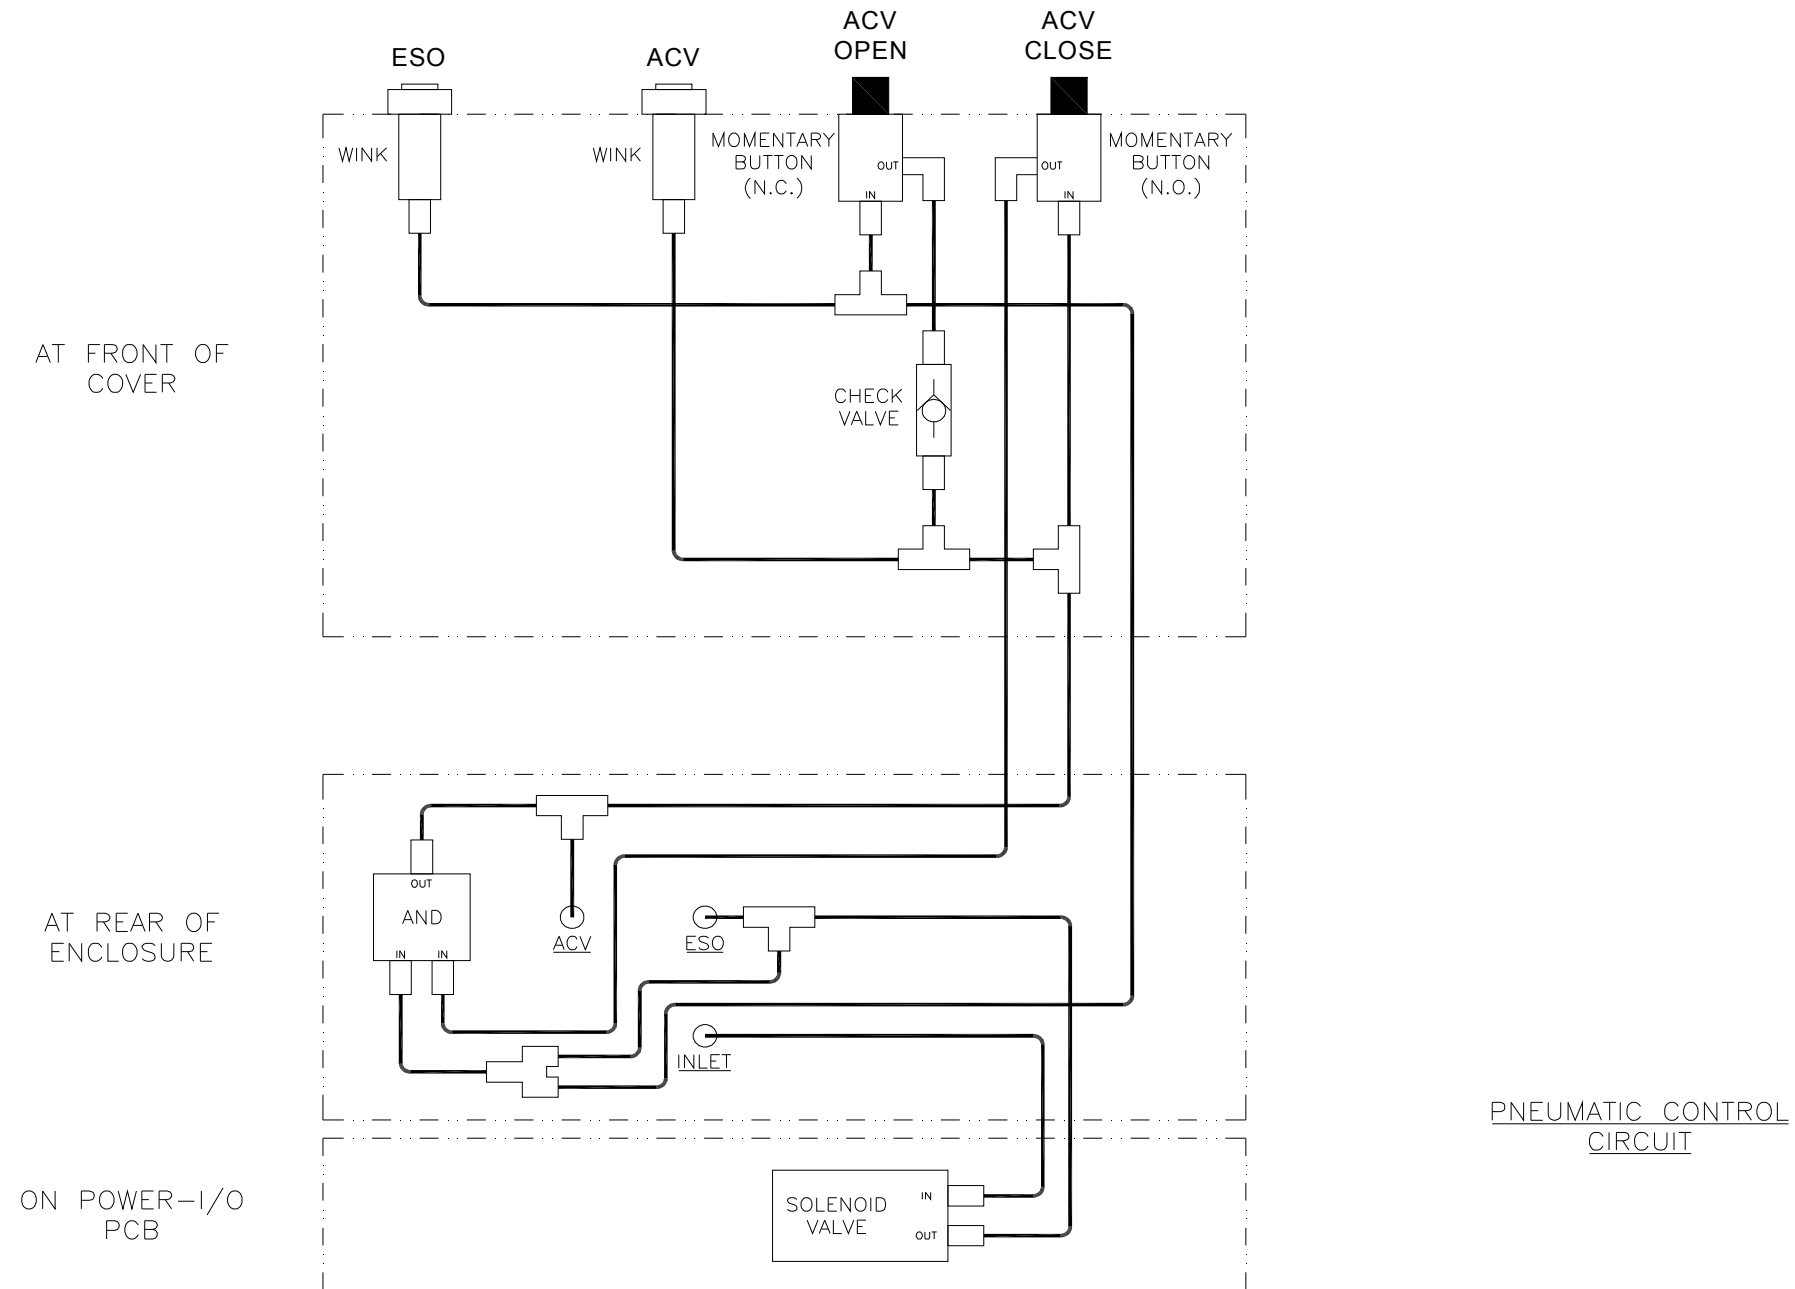 ACV
OPEN
ACV
CLOSE
ESO
ACV
WINK
WINK
MOMENTARY
BUTTON
(N.C.)
OUT
IN
OUT
IN
MOMENTARY
BUTTON
(N.O.)
AT FRONT OF
COVER
CHECK
VALVE
OUT
AND
IN
IN
AT REAR OF
ENCLOSURE
ACV
ESO
INLET
PNEUMATIC CONTROL
CIRCUIT
ON POWER-I/O
PCB
SOLENOID
VALVE
IN
OUT